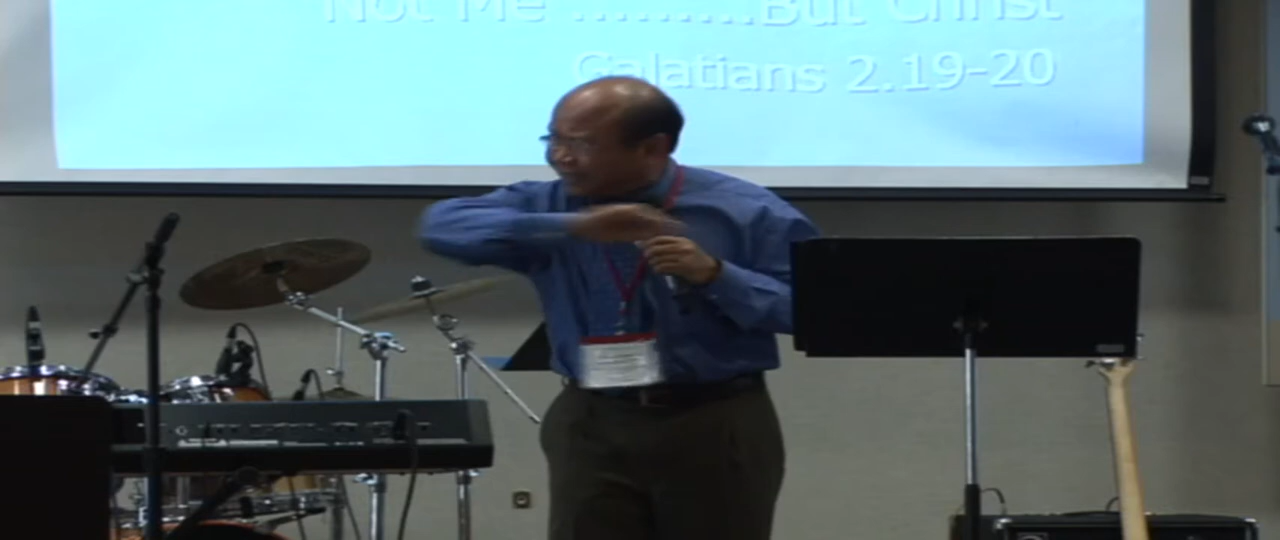 Not Me ..........But Christ
Galatians 2.19-20